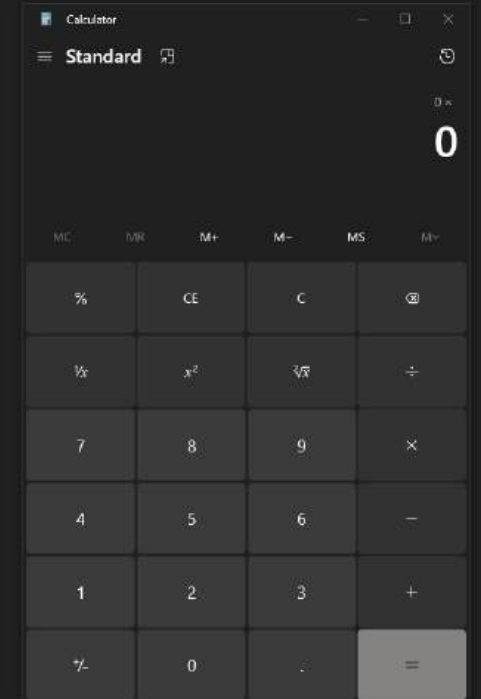 Calculator
Standard
0 ×
0
MC MR M+ M− MS M˅
% CE C
⅟x x² ²√x ÷
7 8 9 ×
4 5 6 −
1 2 3 +
+/− 0 . =